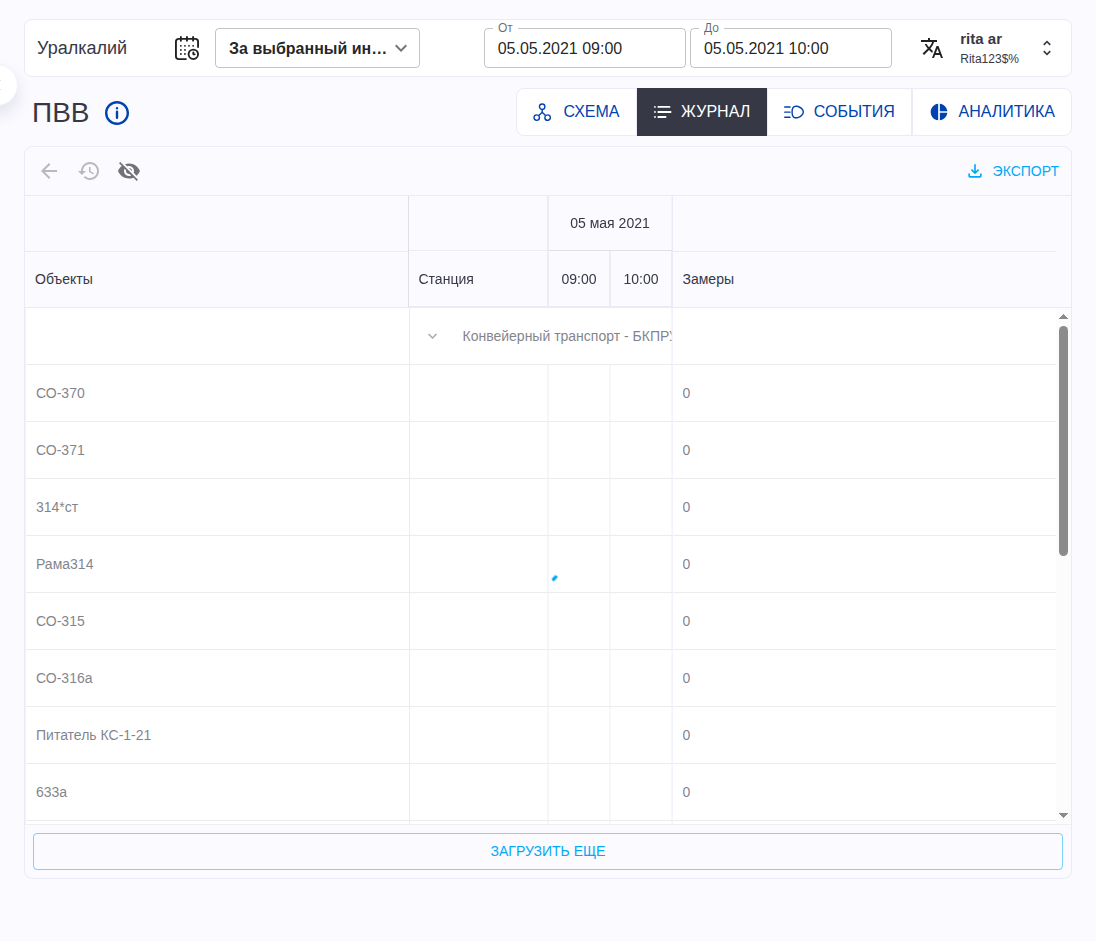 Уралкалий
За выбранный ин...
От
05.05.2021 09:00
До
05.05.2021 10:00
rita ar
Rita123$%
ПВВ
СХЕМА
ЖУРНАЛ
СОБЫТИЯ
АНАЛИТИКА
ЭКСПОРТ
05 мая 2021
Объекты
Станция
09:00
10:00
Замеры
Конвейерный транспорт - БКПРУ
СО-370
0
СО-371
0
314*ст
0
Рама314
0
СО-315
0
СО-316а
0
Питатель КС-1-21
0
633а
0
ЗАГРУЗИТЬ ЕЩЕ